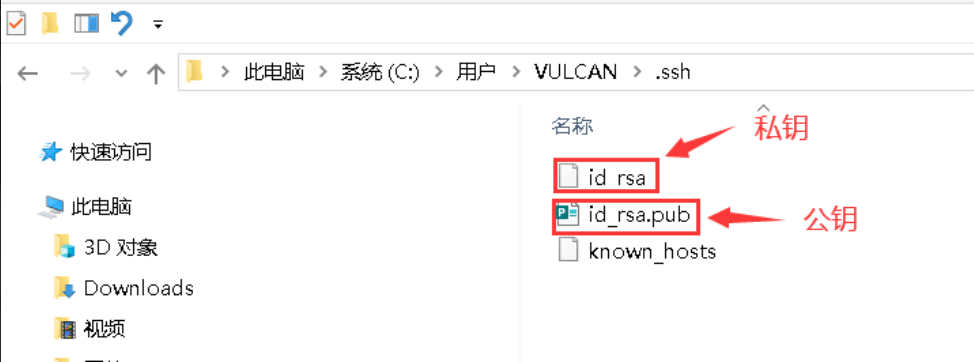 此电脑 > 系统 (C:) > 用户 > VULCAN > .ssh
名称
私钥
快速访问
id_rsa
此电脑
id_rsa.pub
公钥
3D 对象
known_hosts
Downloads
视频